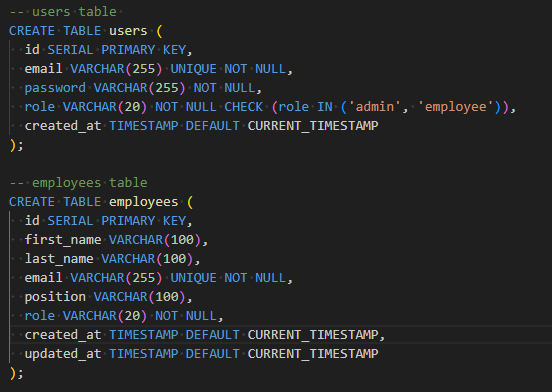 -- users table
CREATE TABLE users (
  id SERIAL PRIMARY KEY,
  email VARCHAR(255) UNIQUE NOT NULL,
  password VARCHAR(255) NOT NULL,
  role VARCHAR(20) NOT NULL CHECK (role IN ('admin', 'employee')),
  created_at TIMESTAMP DEFAULT CURRENT_TIMESTAMP
);

-- employees table
CREATE TABLE employees (
  id SERIAL PRIMARY KEY,
  first_name VARCHAR(100),
  last_name VARCHAR(100),
  email VARCHAR(255) UNIQUE NOT NULL,
  position VARCHAR(100),
  role VARCHAR(20) NOT NULL,
  created_at TIMESTAMP DEFAULT CURRENT_TIMESTAMP,
  updated_at TIMESTAMP DEFAULT CURRENT_TIMESTAMP
);